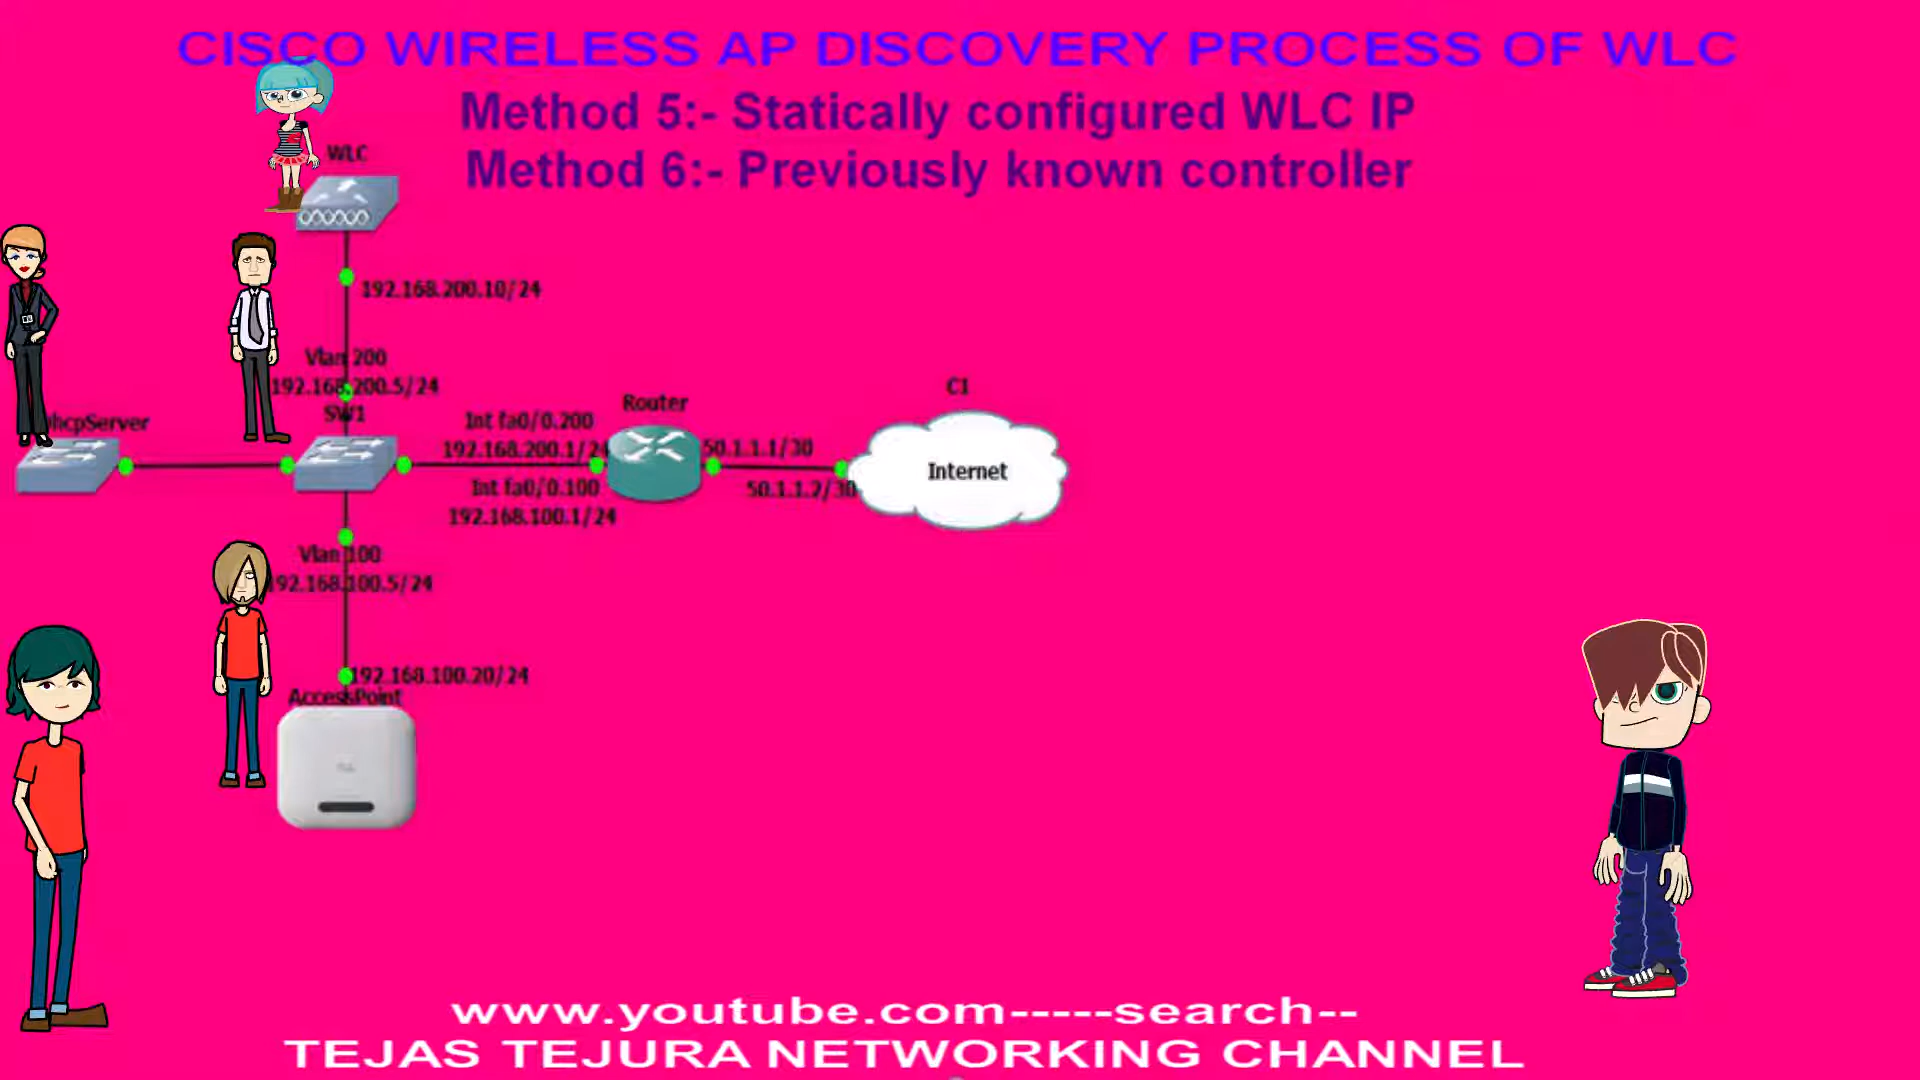 CISCO WIRELESS AP DISCOVERY PROCESS OF WLC
Method 5:- Statically configured WLC IP
Method 6:- Previously known controller
WLC
192.168.200.10/24
Vlan 200
192.168.200.5/24
SW1
hcpServer
Int fa0/0.200
192.168.200.1/24
Int fa0/0.100
192.168.100.1/24
Router
50.1.1.1/30
50.1.1.2/30
C1
Internet
Vlan 100
192.168.100.5/24
192.168.100.20/24
AccessPoint
www.youtube.com-----search--
TEJAS TEJURA NETWORKING CHANNEL